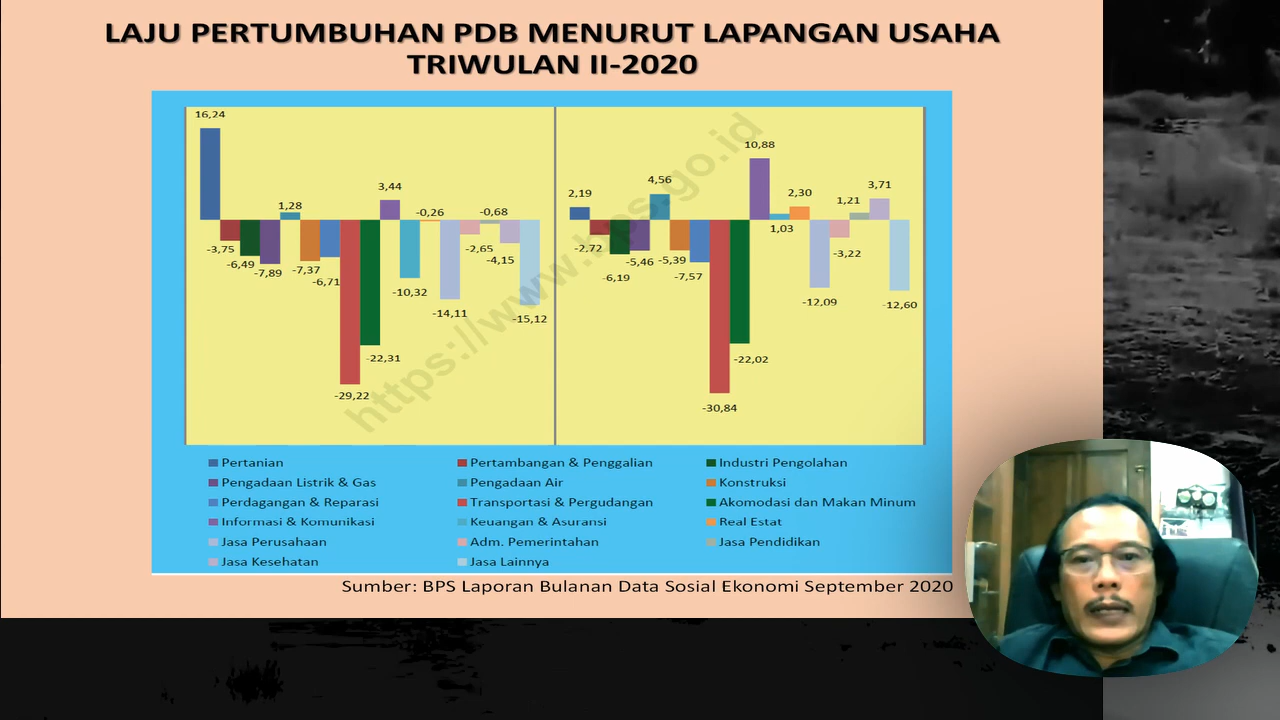 LAJU PERTUMBUHAN PDB MENURUT LAPANGAN USAHA
TRIWULAN II-2020
16,24
-3,75
-6,49
-7,89
1,28
-7,37
-6,71
-29,22
-22,31
3,44
-10,32
-0,26
-14,11
-2,65
-0,68
-4,15
-15,12
2,19
-2,72
-6,19
-5,46
4,56
-5,39
-7,57
-30,84
-22,02
10,88
1,03
2,30
-12,09
-3,22
1,21
3,71
-12,60
https://www.bps.go.id
Pertanian
Pertambangan & Penggalian
Industri Pengolahan
Pengadaan Listrik & Gas
Pengadaan Air
Konstruksi
Perdagangan & Reparasi
Transportasi & Pergudangan
Akomodasi dan Makan Minum
Informasi & Komunikasi
Keuangan & Asuransi
Real Estat
Jasa Perusahaan
Adm. Pemerintahan
Jasa Pendidikan
Jasa Kesehatan
Jasa Lainnya
Sumber: BPS Laporan Bulanan Data Sosial Ekonomi September 2020